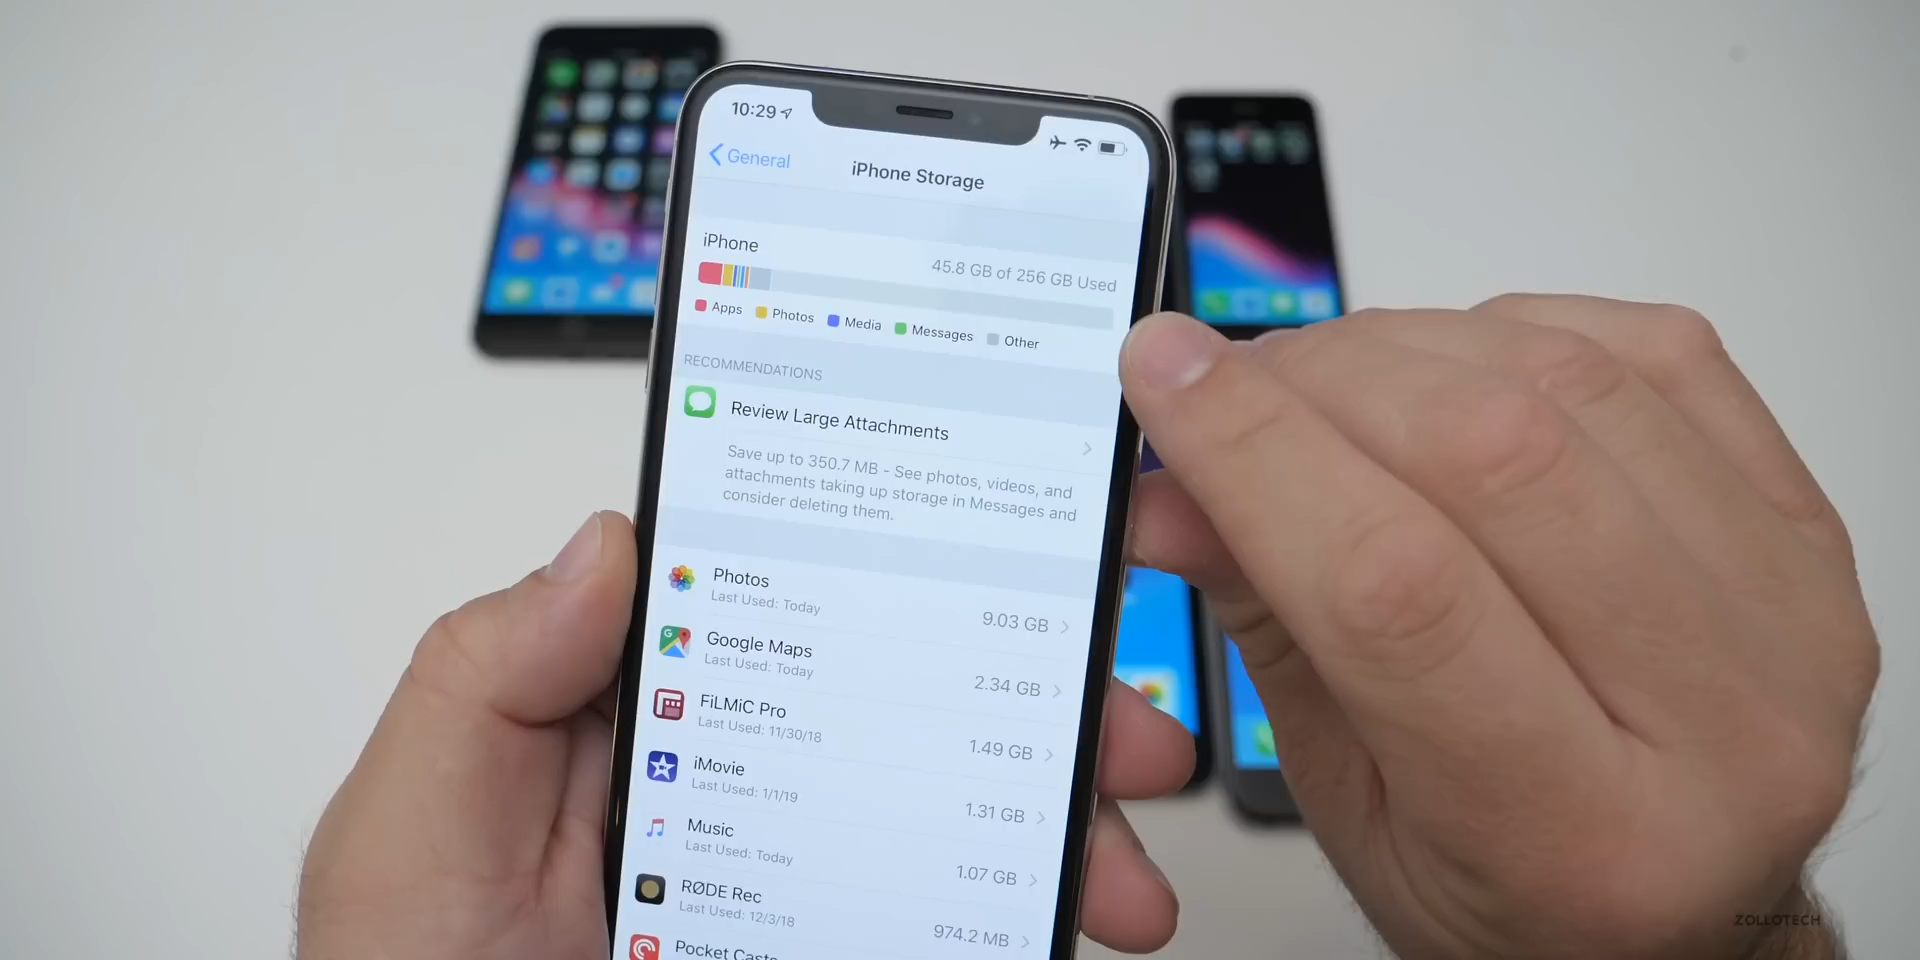 10:29
General
iPhone Storage
iPhone
45.8 GB of 256 GB Used
Apps Photos Media Messages Other
RECOMMENDATIONS
Review Large Attachments
Save up to 350.7 MB - See photos, videos, and
attachments taking up storage in Messages and
consider deleting them.
Photos
Last Used: Today
9.03 GB
Google Maps
Last Used: Today
2.34 GB
FiLMiC Pro
Last Used: 11/30/18
1.49 GB
iMovie
Last Used: 1/1/19
1.31 GB
Music
Last Used: Today
1.07 GB
RØDE Rec
Last Used: 12/3/18
974.2 MB
Pocket Casts
ZOLLOTECH